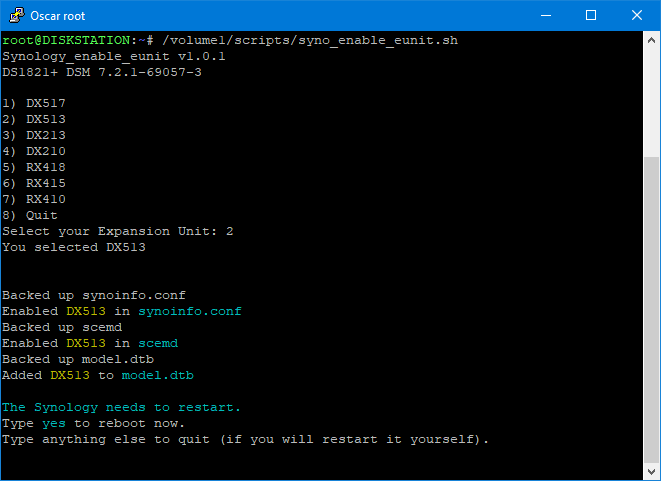 Oscar root
root@DISKSTATION:~# /volume1/scripts/syno_enable_eunit.sh
Synology_enable_eunit v1.0.1
DS1821+ DSM 7.2.1-69057-3
1) DX517
2) DX513
3) DX213
4) DX210
5) RX418
6) RX415
7) RX410
8) Quit
Select your Expansion Unit: 2
You selected DX513
Backed up synoinfo.conf
Enabled DX513 in synoinfo.conf
Backed up scemd
Enabled DX513 in scemd
Backed up model.dtb
Added DX513 to model.dtb
The Synology needs to restart.
Type yes to reboot now.
Type anything else to quit (if you will restart it yourself).